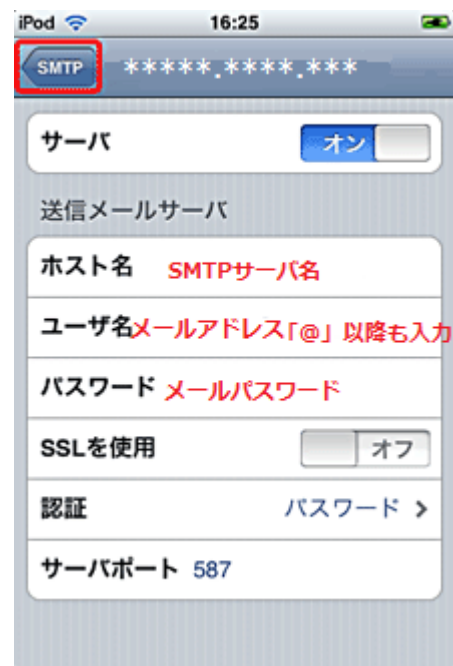 iPod 16:25
SMTP *****.****.***
サーバ オン
送信メールサーバ
ホスト名 SMTPサーバ名
ユーザ名メールアドレス「@」以降も入力
パスワード メールパスワード
SSLを使用 オフ
認証 パスワード >
サーバポート 587